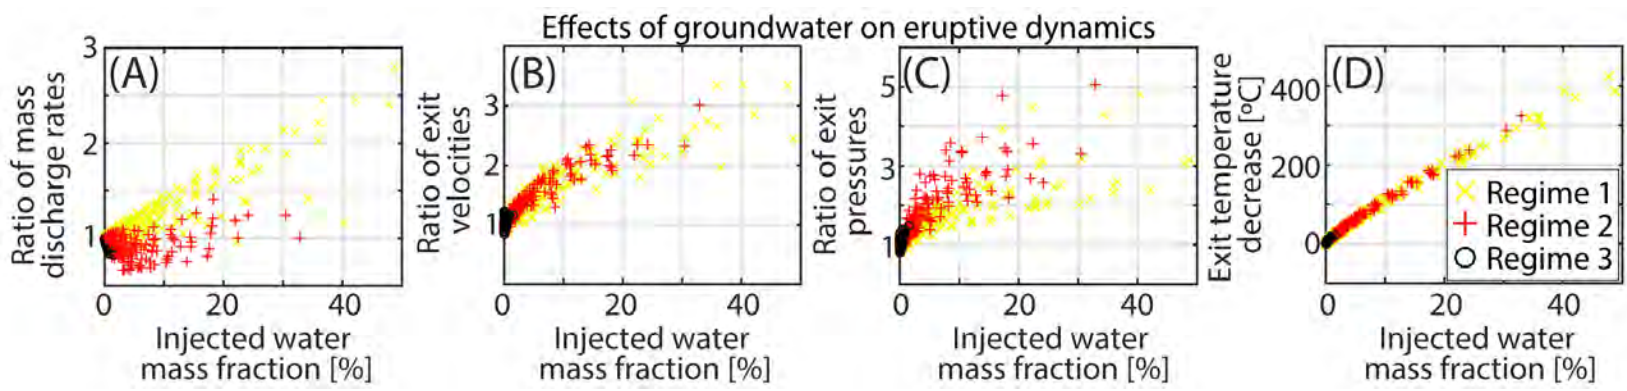 Effects of groundwater on eruptive dynamics
(A)
Ratio of mass
discharge rates
3
2
1
0 20 40
Injected water
mass fraction [%]
(B)
Ratio of exit
velocities
3
2
1
0 20 40
Injected water
mass fraction [%]
(C)
Ratio of exit
pressures
5
3
1
0 20 40
Injected water
mass fraction [%]
(D)
Exit temperature
decrease [ºC]
400
200
0
0 20 40
Injected water
mass fraction [%]
Regime 1
Regime 2
Regime 3